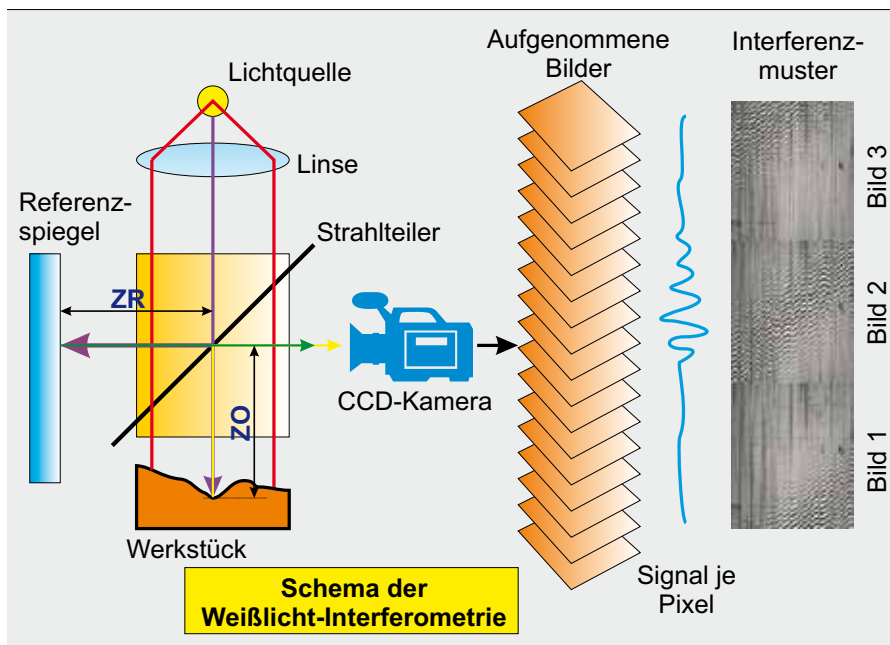 Lichtquelle
Linse
Referenz-
spiegel
Strahlteiler
ZR
ZO
CCD-Kamera
Werkstück
Schema der
Weißlicht-Interferometrie
Aufgenommene
Bilder
Signal je
Pixel
Interferenz-
muster
Bild 3
Bild 2
Bild 1